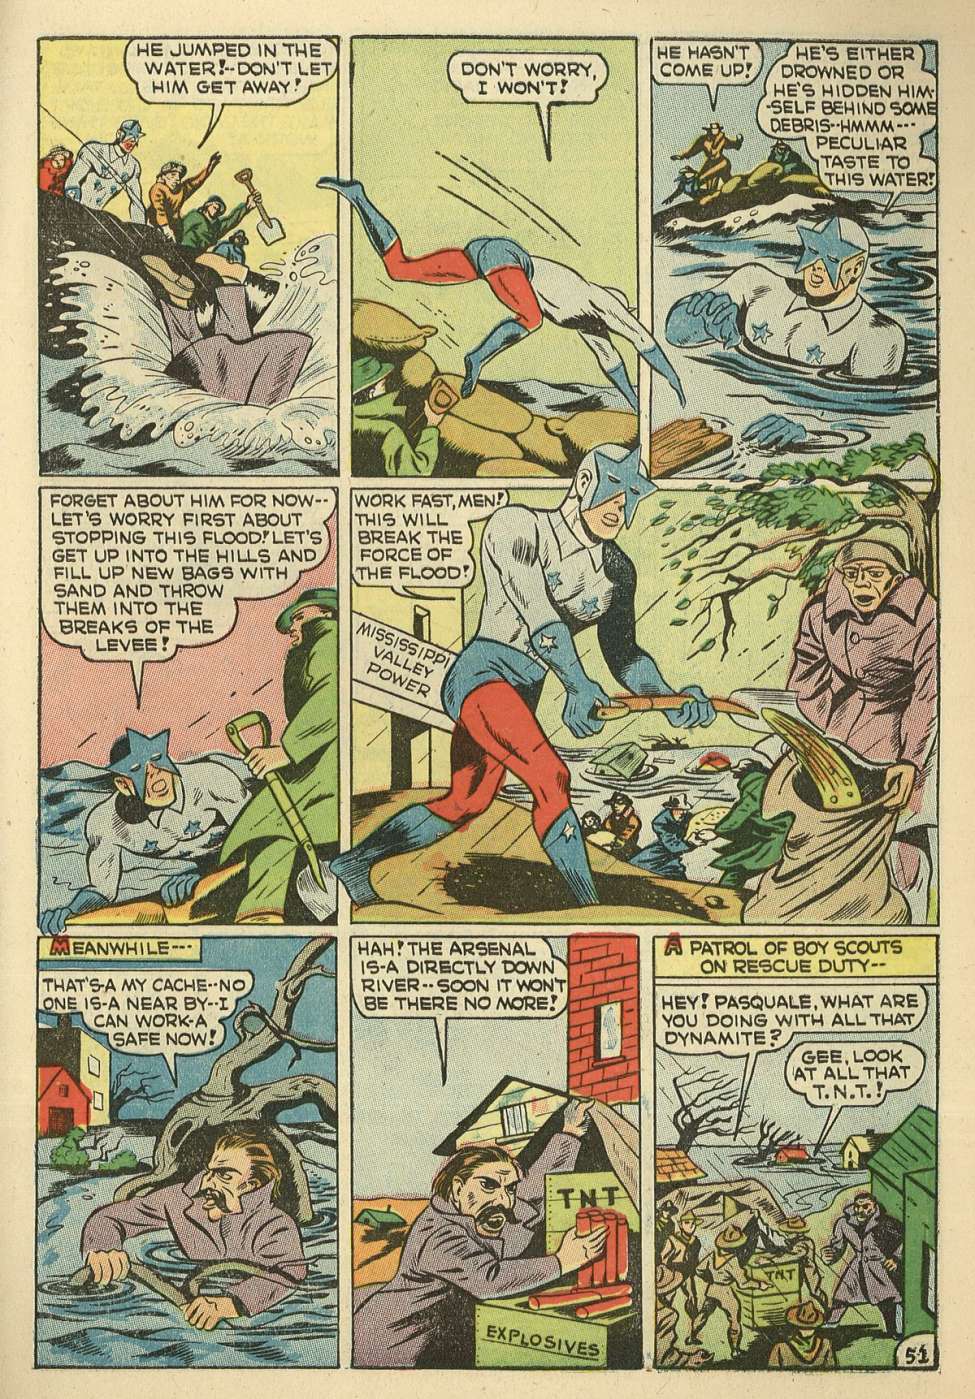 HE JUMPED IN THE
WATER!--DON'T LET
HIM GET AWAY!
DON'T WORRY,
I WON'T!
HE HASN'T
COME UP!
HE'S EITHER
DROWNED OR
HE'S HIDDEN HIM-
-SELF BEHIND SOME
DEBRIS--HMMM---
PECULIAR
TASTE TO
THIS WATER!
FORGET ABOUT HIM FOR NOW--
LET'S WORRY FIRST ABOUT
STOPPING THIS FLOOD! LET'S
GET UP INTO THE HILLS AND
FILL UP NEW BAGS WITH
SAND AND THROW
THEM INTO THE
BREAKS OF THE
LEVEE!
WORK FAST, MEN!
THIS WILL
BREAK THE
FORCE OF
THE FLOOD!
MISSISSIPPI
VALLEY
POWER
MEANWHILE---
THAT'S-A MY CACHE--NO
ONE IS-A NEAR BY--I
CAN WORK-A
SAFE NOW!
HAH! THE ARSENAL
IS-A DIRECTLY DOWN
RIVER--SOON IT WON'T
BE THERE NO MORE!
TNT
EXPLOSIVES
A PATROL OF BOY SCOUTS
ON RESCUE DUTY--
HEY! PASQUALE, WHAT ARE
YOU DOING WITH ALL THAT
DYNAMITE?
GEE, LOOK
AT ALL THAT
T.N.T.!
TNT